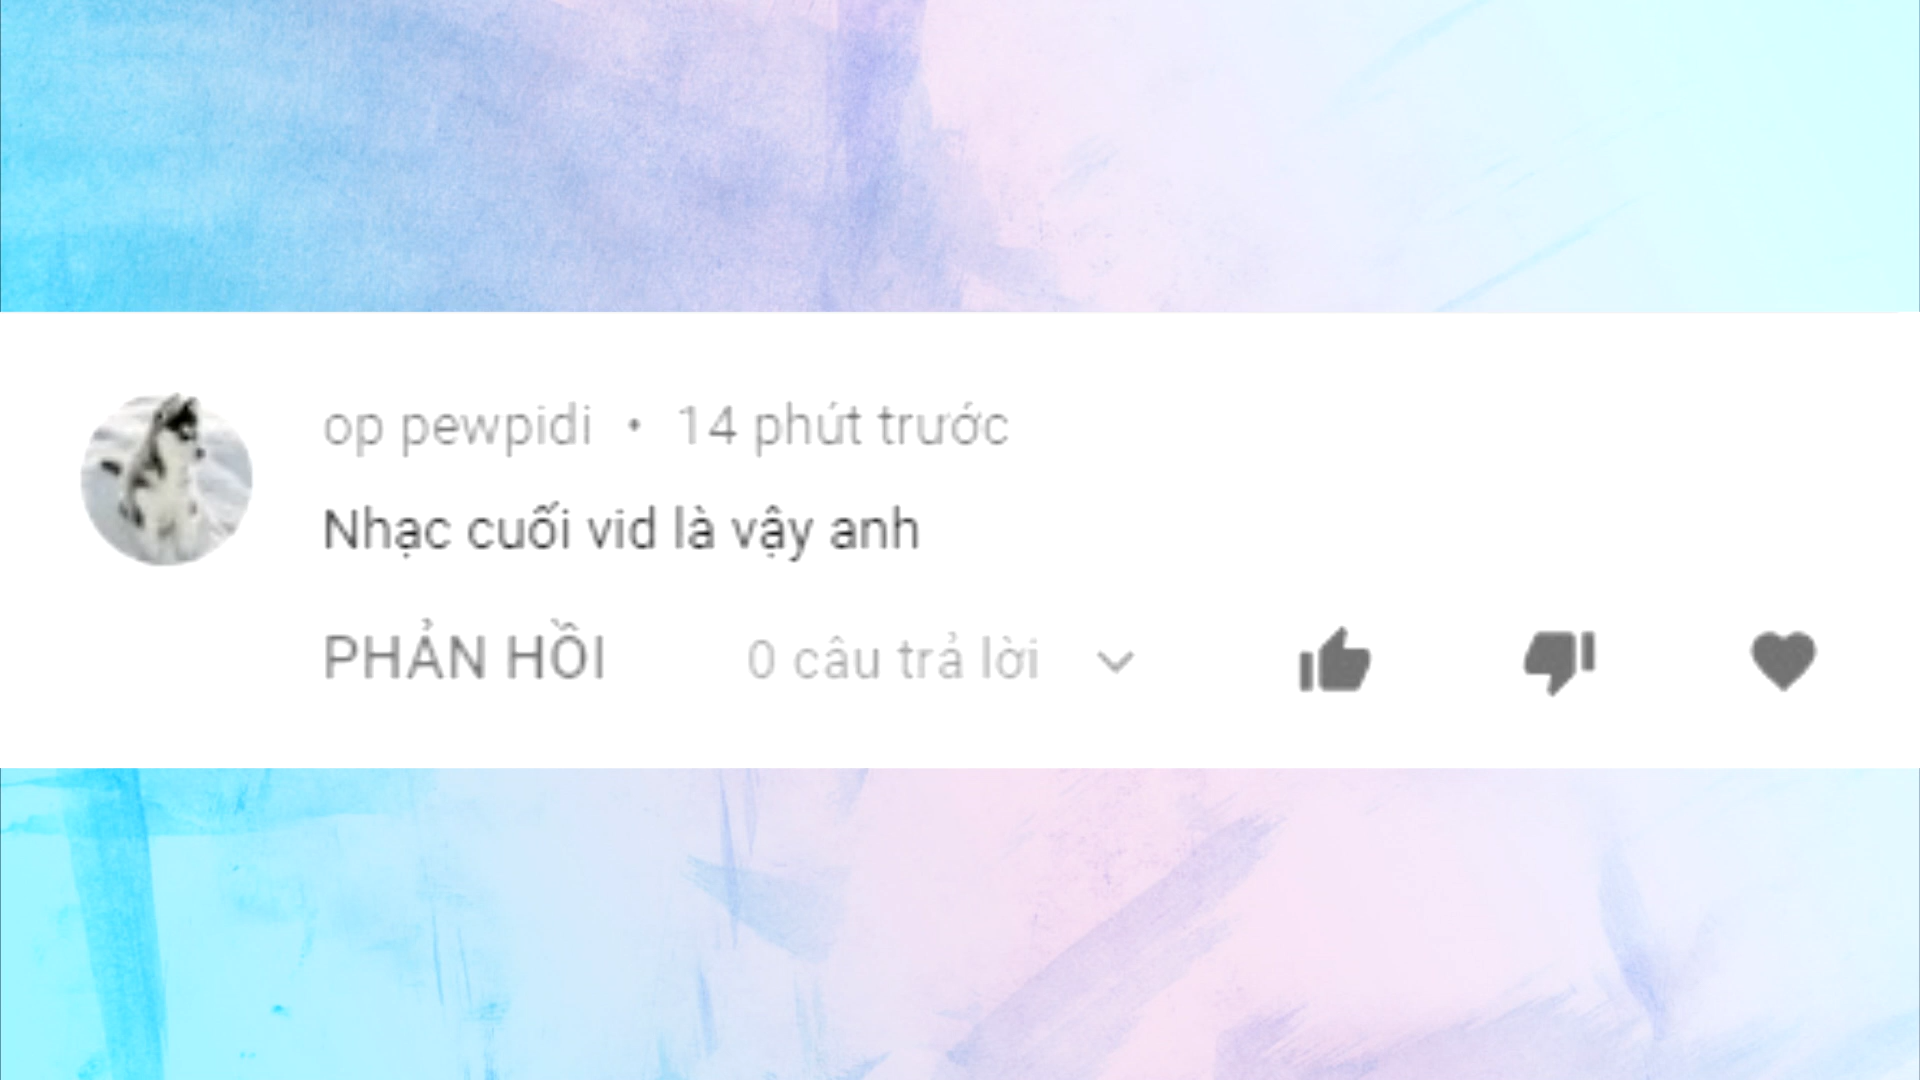 op pewpidi • 14 phút trước
Nhạc cuối vid là vậy anh
PHẢN HỒI 0 câu trả lời